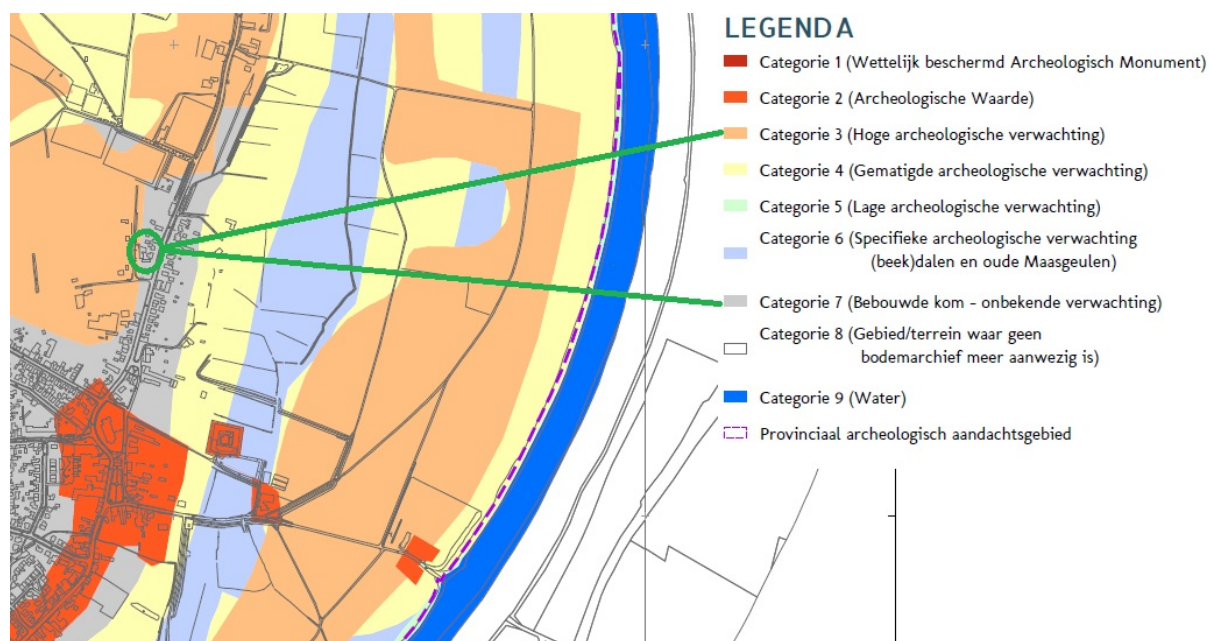 LEGENDA
Categorie 1 (Wettelijk beschermd Archeologisch Monument)
Categorie 2 (Archeologische Waarde)
Categorie 3 (Hoge archeologische verwachting)
Categorie 4 (Gematigde archeologische verwachting)
Categorie 5 (Lage archeologische verwachting)
Categorie 6 (Specifieke archeologische verwachting
(beek)dalen en oude Maasgeulen)
Categorie 7 (Bebouwde kom - onbekende verwachting)
Categorie 8 (Gebied/terrein waar geen
bodemarchief meer aanwezig is)
Categorie 9 (Water)
Provinciaal archeologisch aandachtsgebied